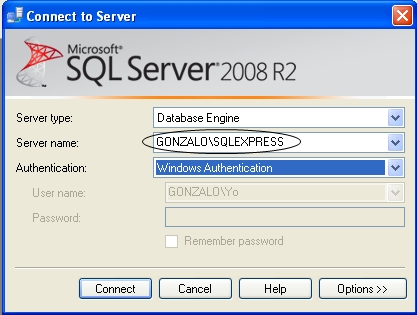 Connect to Server
Microsoft®
SQL Server® 2008 R2
Server type: Database Engine
Server name: GONZALO\SQLEXPRESS
Authentication: Windows Authentication
User name: GONZALO\Yo
Password:
Remember password
Connect Cancel Help Options >>